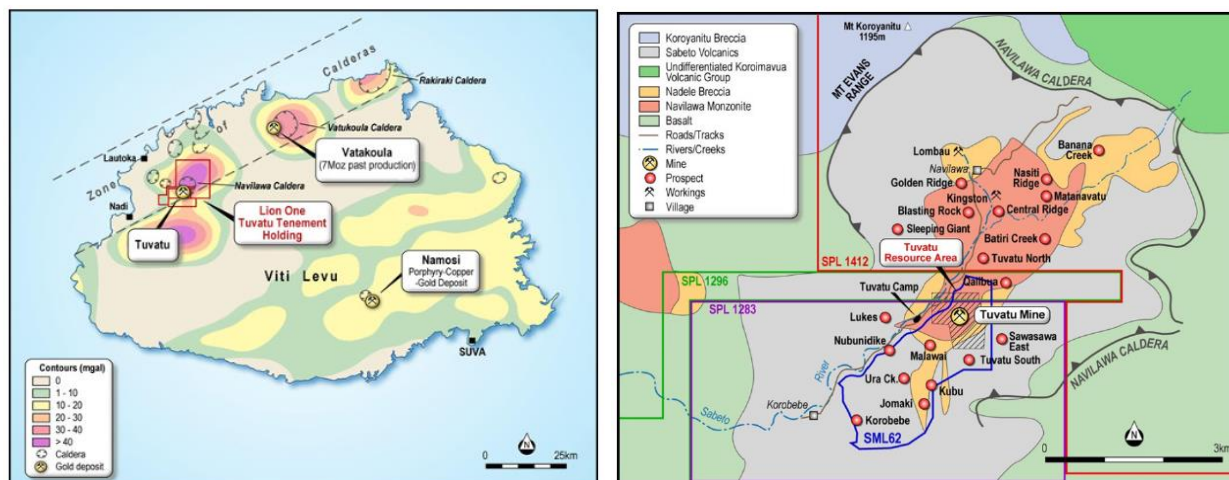 Zone of Calderas
Rakiraki Caldera
Vatukoula Caldera
Vatakoula
(7Moz past production)
Lautoka
Navilawa Caldera
Nadi
Lion One
Tuvatu Tenement
Holding
Tuvatu
Viti Levu
Namosi
Porphyry-Copper
-Gold Deposit
SUVA
Contours (mgal)
0
1 - 10
10 - 20
20 - 30
30 - 40
> 40
Caldera
Gold deposit
N
0 25km
Koroyanitu Breccia
Sabeto Volcanics
Undifferentiated Koroimavua
Volcanic Group
Nadele Breccia
Navilawa Monzonite
Basalt
Roads/Tracks
Rivers/Creeks
Mine
Prospect
Workings
Village
Mt Koroyanitu
1195m
MT EVANS
RANGE
NAVILAWA CALDERA
Lombau
Navilawa
Banana
Creek
Golden Ridge
Nasiti
Ridge
Kingston
Matanavatu
Blasting Rock
Central Ridge
Sleeping Giant
Batiri Creek
Tuvatu
Resource Area
Tuvatu North
SPL 1412
SPL 1296
Qalibua
SPL 1283
Tuvatu Camp
Lukes
Tuvatu Mine
Nubunidike
Malawai
Sawasawa
East
Tuvatu South
NAVILAWA CALDERA
Ura Ck.
Kubu
Jomaki
Sabeto River
Korobebe
Korobebe
SML62
N
0 3km